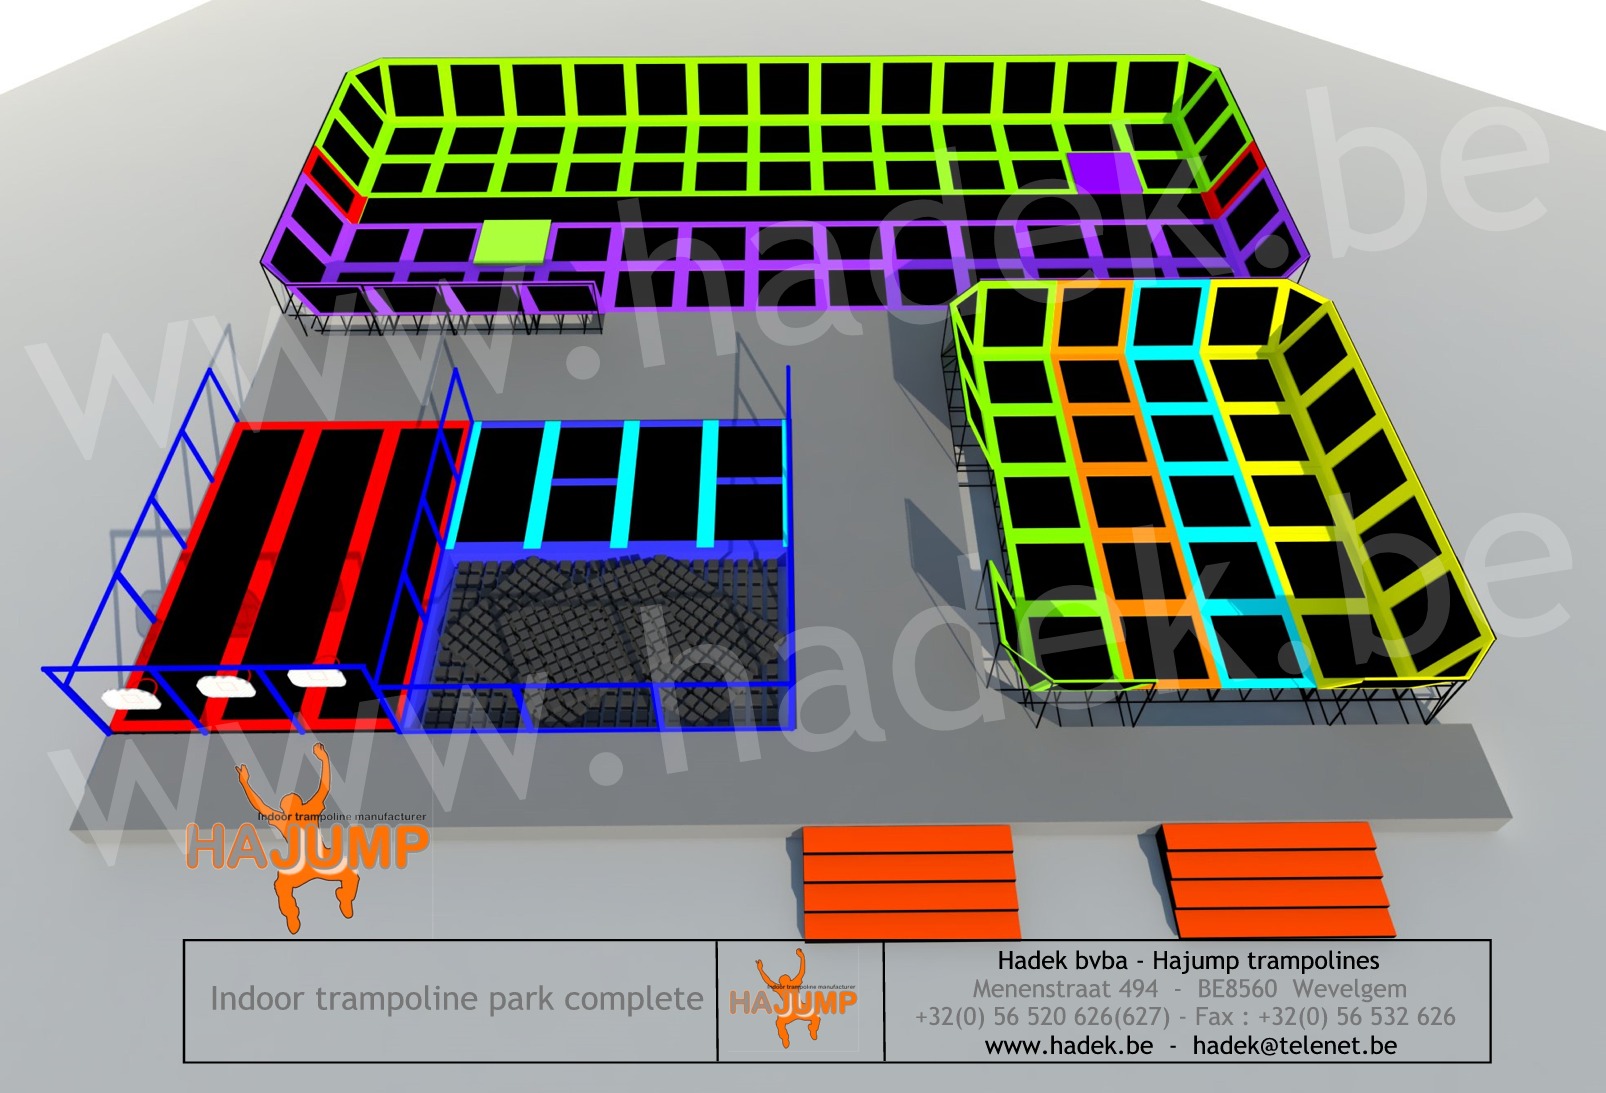 www.hadek.be
www.hadek.be
Indoor trampoline manufacturer
HAJUMP
Indoor trampoline park complete
Indoor trampoline manufacturer
HAJUMP
Hadek bvba - Hajump trampolines
Menenstraat 494 - BE8560 Wevelgem
+32(0) 56 520 626(627) - Fax : +32(0) 56 532 626
www.hadek.be - hadek@telenet.be